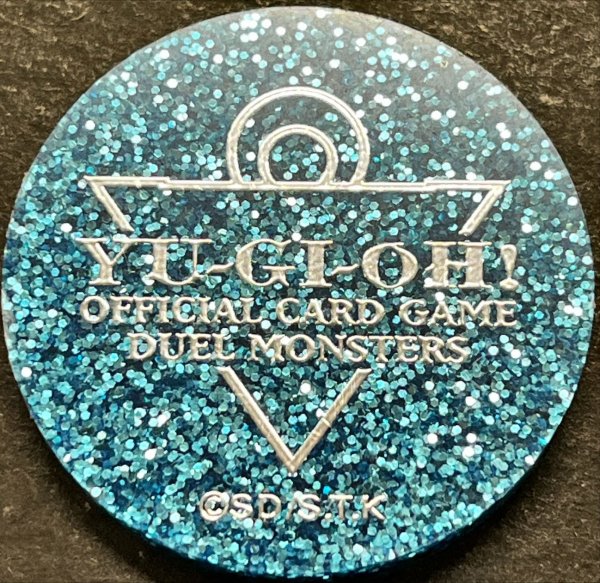 YU-GI-OH!
OFFICIAL CARD GAME
DUEL MONSTERS
©SD/S.T.K